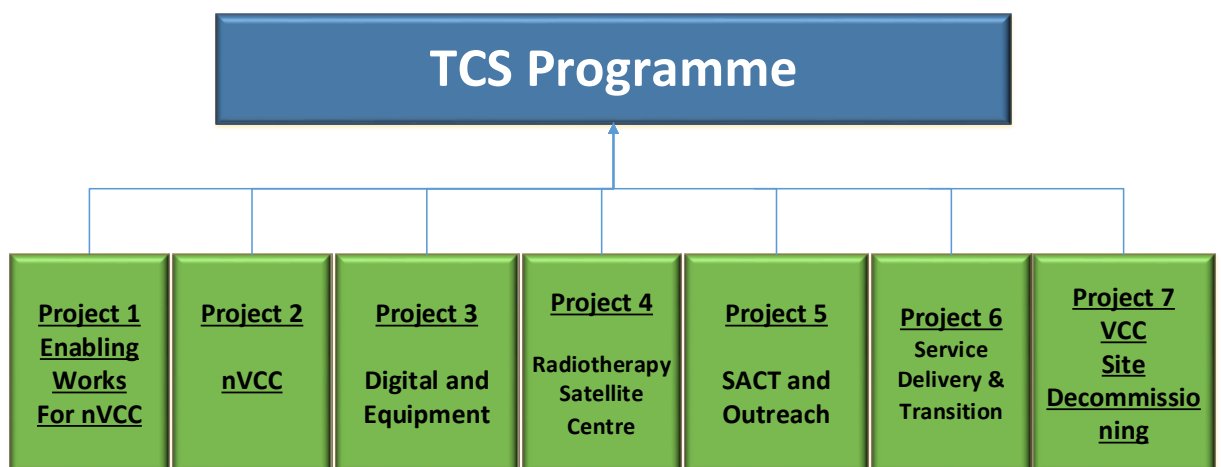 TCS Programme
Project 1
Enabling
Works
For nVCC
Project 2
nVCC
Project 3
Digital and
Equipment
Project 4
Radiotherapy
Satellite
Centre
Project 5
SACT and
Outreach
Project 6
Service
Delivery &
Transition
Project 7
VCC
Site
Decommissio
ning